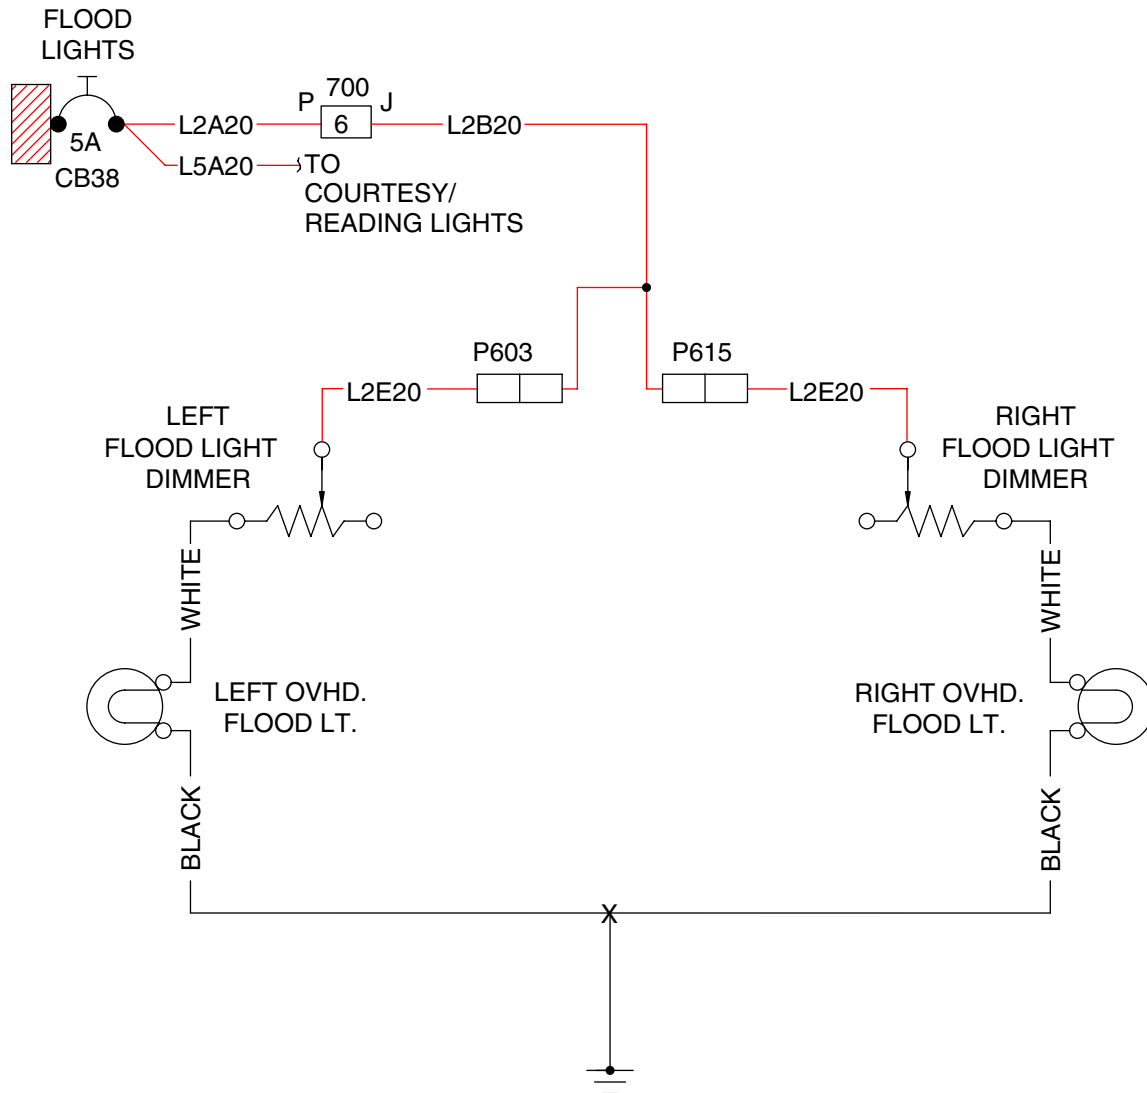 FLOOD
LIGHTS
700
P
J
L2A20
6
L2B20
5A
L5A20
TO
CB38
COURTESY/
READING LIGHTS
P603
P615
L2E20
L2E20
LEFT
FLOOD LIGHT
DIMMER
RIGHT
FLOOD LIGHT
DIMMER
WHITE
WHITE
LEFT OVHD.
FLOOD LT.
RIGHT OVHD.
FLOOD LT.
BLACK
BLACK
X